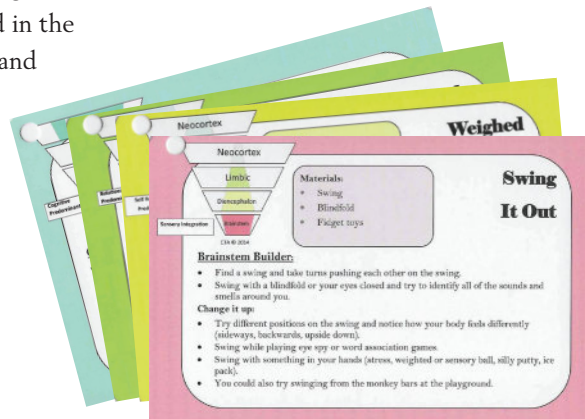 d in the
and
Neocortex
Weighed
Cognitive
Neocortex
Limbic
Diencephalon
Brainstem
Sensory Integration
CTA © 2014
Materials:
• Swing
• Blindfold
• Fidget toys
Swing
It Out
Brainstem Builder:
• Find a swing and take turns pushing each other on the swing.
• Swing with a blindfold or your eyes closed and try to identify all of the sounds and
smells around you.
Change it up:
• Try different positions on the swing and notice how your body feels differently
(sideways, backwards, upside down).
• Swing while playing eye spy or word association games.
• Swing with something in your hands (stress, weighted or sensory ball, silly putty, ice
pack).
• You could also try swinging from the monkey bars at the playground.